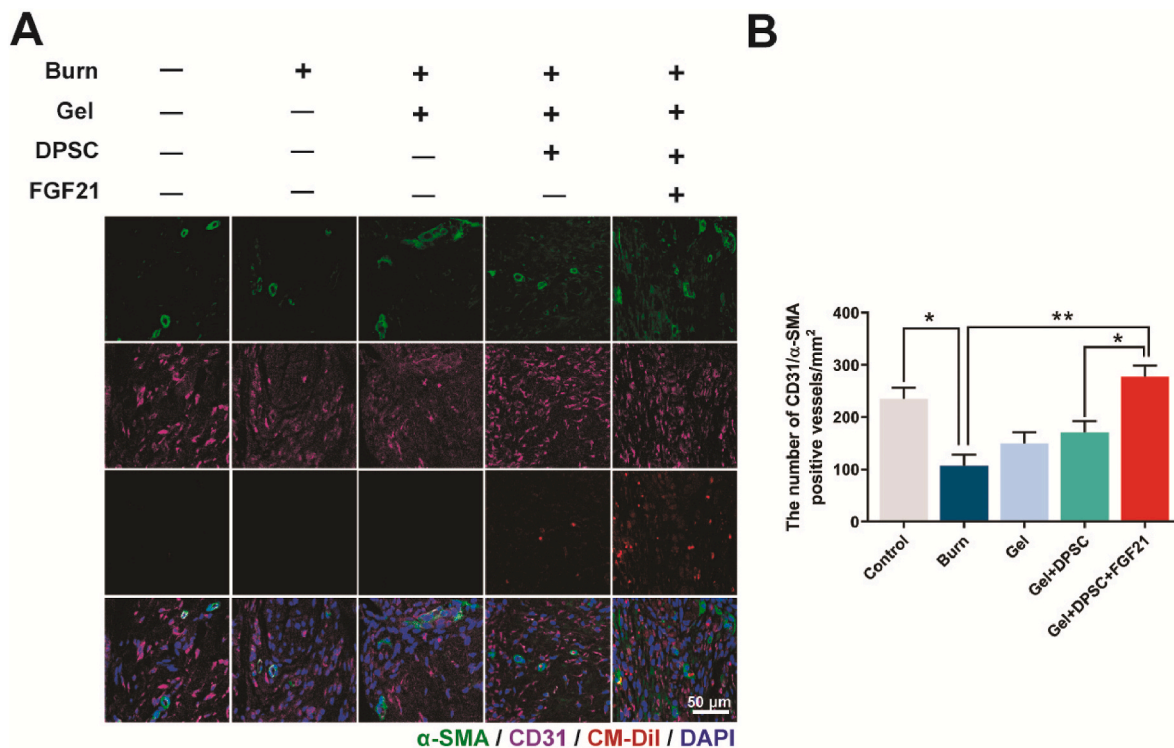 A
Burn — + + + +
Gel — — + + +
DPSC — — — + +
FGF21 — — — — +
50 µm
α-SMA / CD31 / CM-Dil / DAPI
B
The number of CD31/α-SMA
positive vessels/mm²
400
300
200
100
0
*
**
*
Control
Burn
Gel
Gel+DPSC
Gel+DPSC+FGF21